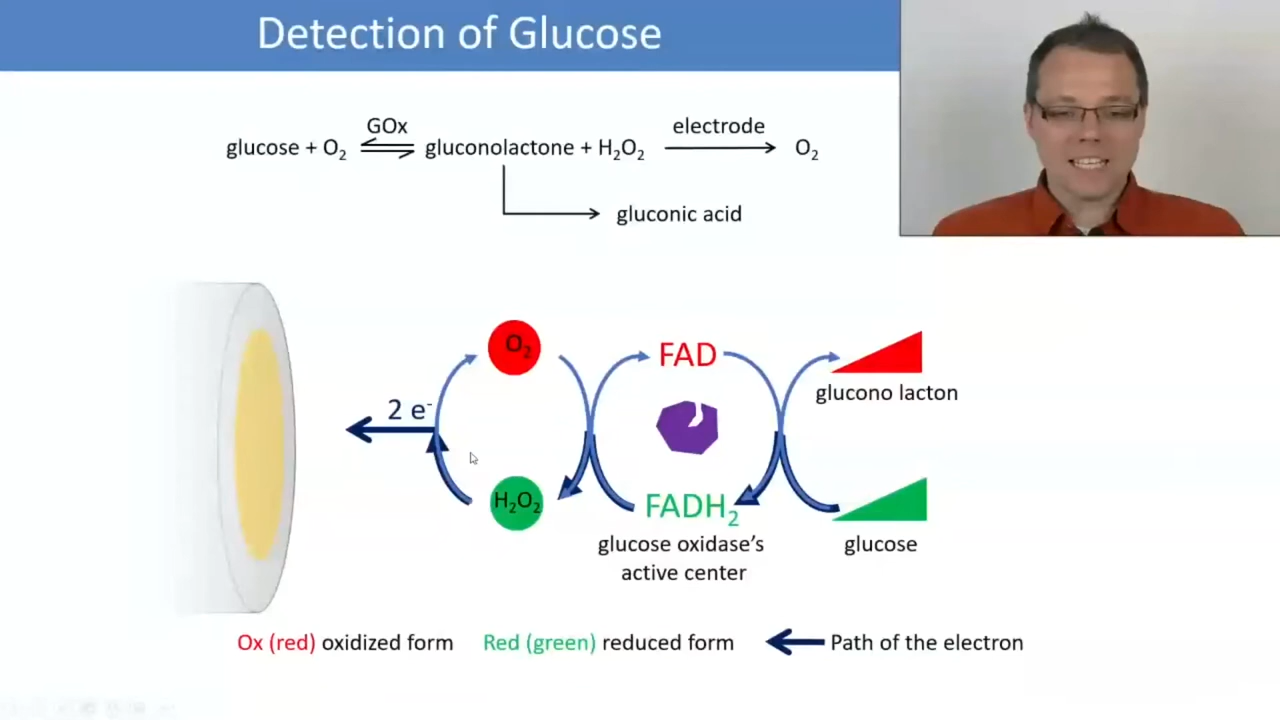 Detection of Glucose
GOx
electrode
glucose + O₂ ⇌ gluconolactone + H₂O₂ → O₂
gluconic acid
O₂
FAD
glucono lacton
2 e⁻
H₂O₂
FADH₂
glucose oxidase's
active center
glucose
Ox (red) oxidized form
Red (green) reduced form
Path of the electron